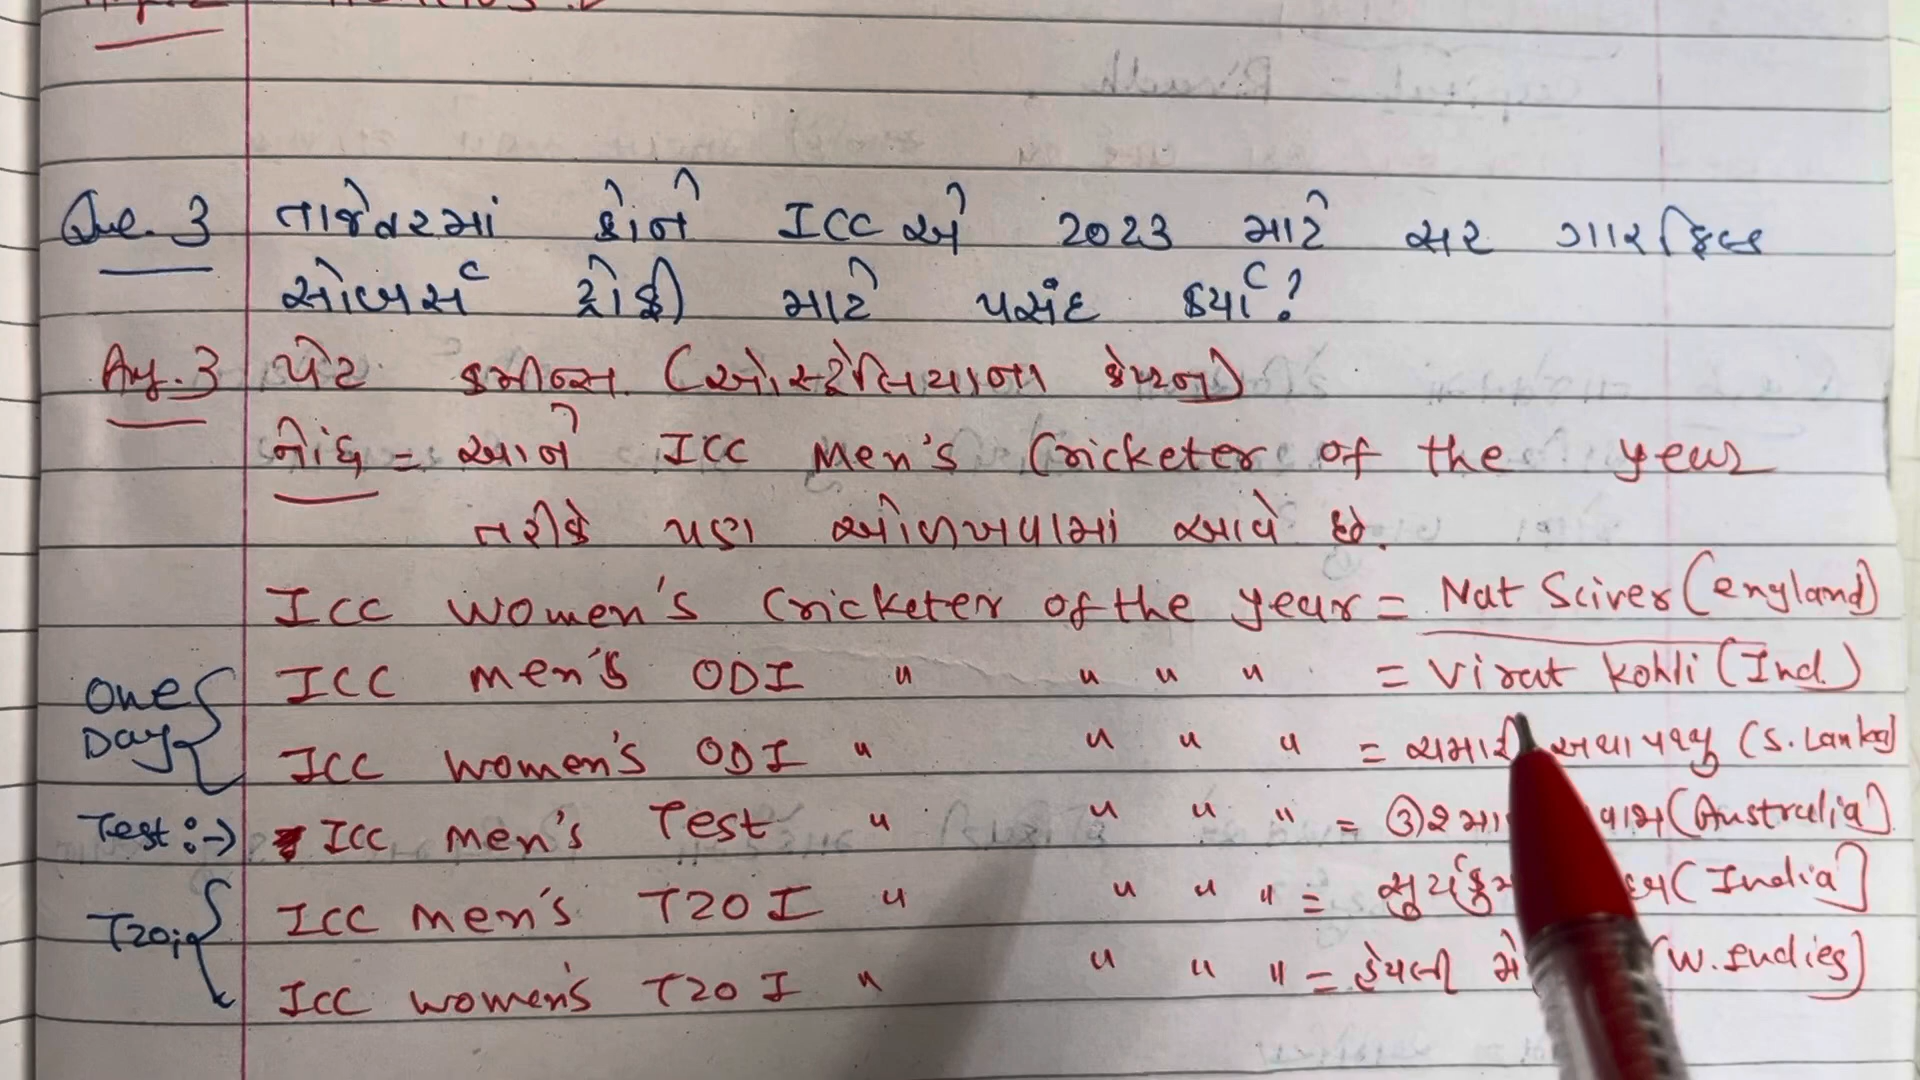 Que. 3 તાજેતરમાં કોને ICC એ 2023 માટે સર ગારફિલ્ડ
સોબર્સ ટ્રોફી માટે પસંદ કર્યા?
Ans. 3 પેટ કમીન્સ (ઓસ્ટ્રેલિયાના કેપ્ટન)
નોંધ = આને ICC Men's Cricketer of the year
તરીકે પણ ઓળખવામાં આવે છે.
ICC Women's Cricketer of the year = Nat Sciver (england)
One Day ICC men's ODI " " " " = Virat Kohli (Ind.)
ICC women's ODI " " " " = (S. Lanka)
Test:→ ICC men's Test " " " " = (Australia)
T20; ICC men's T20 I " " " " = (India)
ICC women's T20 I " " " " = હેયલી (W. Indies)